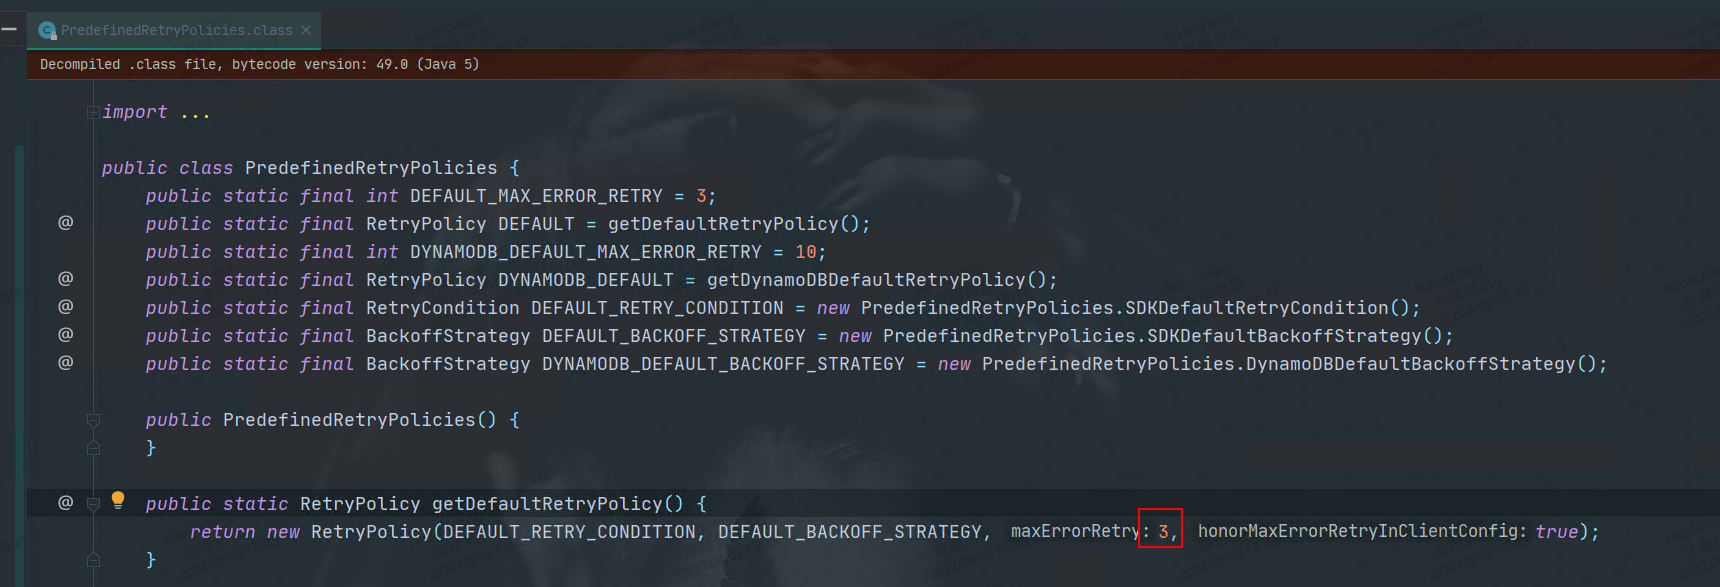 PredefinedRetryPolicies.class
Decompiled .class file, bytecode version: 49.0 (Java 5)
import ...
public class PredefinedRetryPolicies {
public static final int DEFAULT_MAX_ERROR_RETRY = 3;
@ public static final RetryPolicy DEFAULT = getDefaultRetryPolicy();
public static final int DYNAMODB_DEFAULT_MAX_ERROR_RETRY = 10;
@ public static final RetryPolicy DYNAMODB_DEFAULT = getDynamoDBDefaultRetryPolicy();
@ public static final RetryCondition DEFAULT_RETRY_CONDITION = new PredefinedRetryPolicies.SDKDefaultRetryCondition();
@ public static final BackoffStrategy DEFAULT_BACKOFF_STRATEGY = new PredefinedRetryPolicies.SDKDefaultBackoffStrategy();
@ public static final BackoffStrategy DYNAMODB_DEFAULT_BACKOFF_STRATEGY = new PredefinedRetryPolicies.DynamoDBDefaultBackoffStrategy();
public PredefinedRetryPolicies() {
}
@ public static RetryPolicy getDefaultRetryPolicy() {
return new RetryPolicy(DEFAULT_RETRY_CONDITION, DEFAULT_BACKOFF_STRATEGY, maxErrorRetry: 3, honorMaxErrorRetryInClientConfig: true);
}